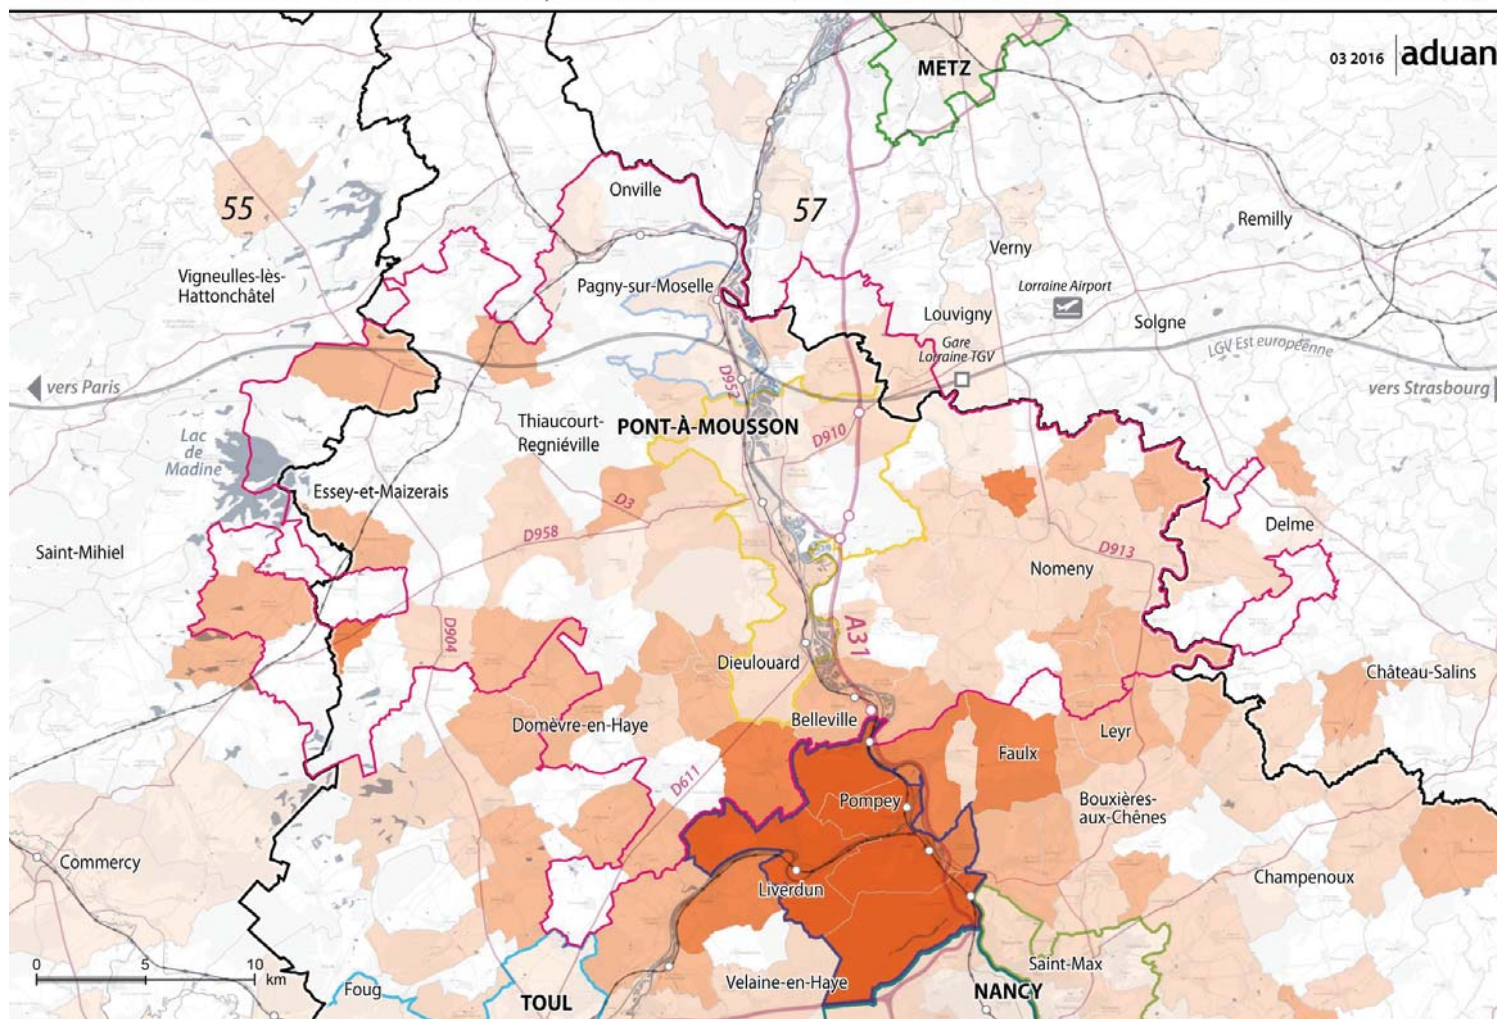 METZ
03 2016 | aduan
Onville
55
57
Remilly
Verny
Vigneulles-lès-
Hattonchâtel
Pagny-sur-Moselle
Lorraine Airport
Louvigny
Solgne
Gare
Lorraine TGV
LGV Est européenne
vers Paris
vers Strasbourg
D952
Thiaucourt-
Regniéville
PONT-À-MOUSSON
D910
Lac
de
Madine
Essey-et-Maizerais
D3
D958
Delme
Saint-Mihiel
D913
Nomeny
A31
D904
Dieulouard
Château-Salins
Domèvre-en-Haye
Belleville
Leyr
Faulx
D611
Pompey
Bouxières-
aux-Chênes
Commercy
Liverdun
Champenoux
0 5 10
km
Foug
Velaine-en-Haye
Saint-Max
TOUL
NANCY